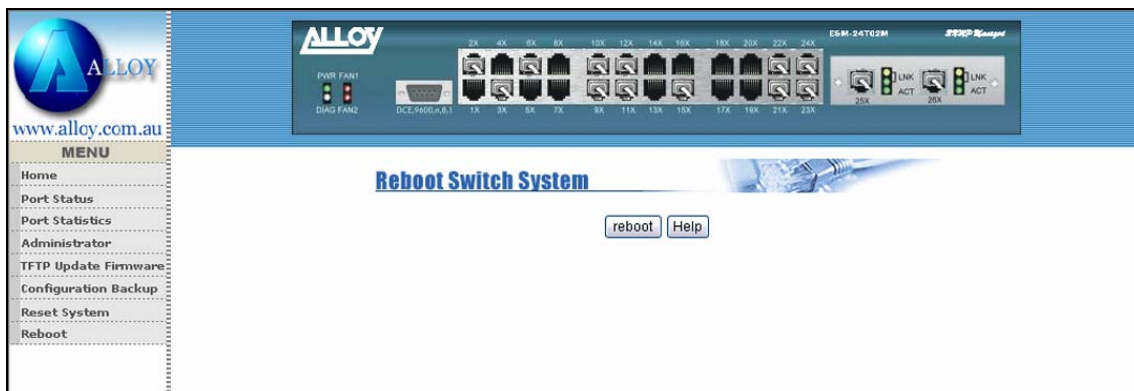 ALLOY
www.alloy.com.au
MENU
Home
Port Status
Port Statistics
Administrator
TFTP Update Firmware
Configuration Backup
Reset System
Reboot
ALLOY
2X 4X 6X 8X 10X 12X 14X 16X 18X 20X 22X 24X
PWR FAN1
DIAG FAN2
DCE,9600,n,8,1
1X 3X 5X 7X 9X 11X 13X 15X 17X 19X 21X 23X
SNMP Managed
LNK
ACT
25X
LNK
ACT
26X
Reboot Switch System
reboot Help